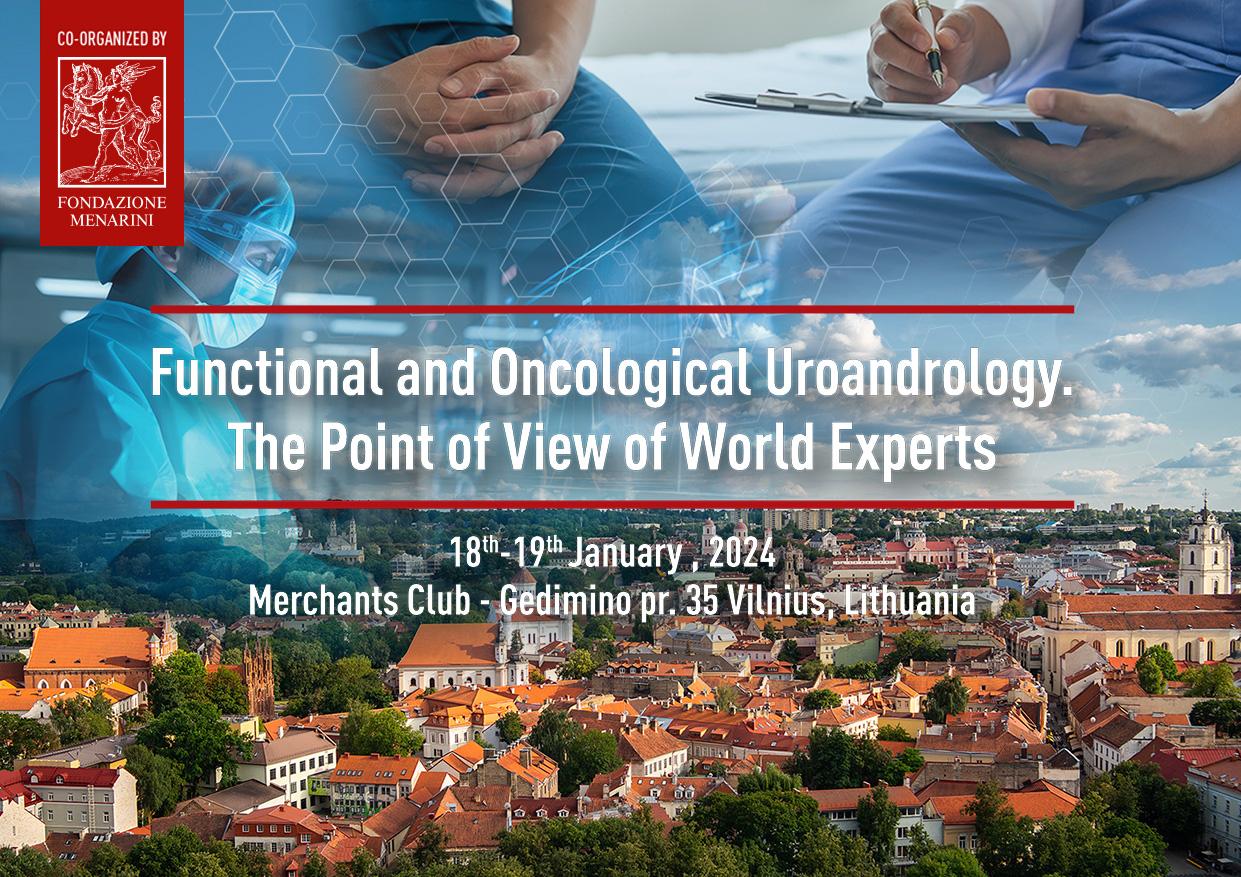 CO-ORGANIZED BY
FONDAZIONE
MENARINI
Functional and Oncological Uroandrology.
The Point of View of World Experts
18th-19th January , 2024
Merchants Club - Gedimino pr. 35 Vilnius, Lithuania